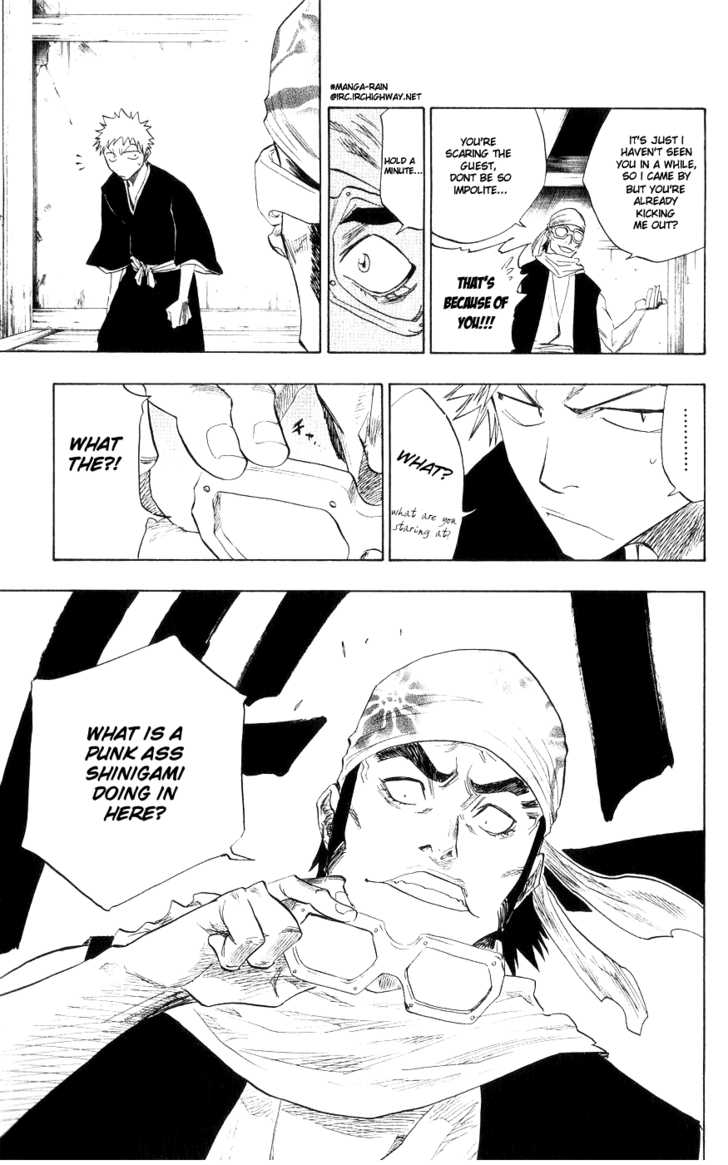 #MANGA-RAIN
@IRC.IRCHIGHWAY.NET
IT'S JUST I
HAVEN'T SEEN
YOU IN A WHILE,
SO I CAME BY
BUT YOU'RE
ALREADY
KICKING
ME OUT?
YOU'RE
SCARING THE
GUEST,
DONT BE SO
IMPOLITE...
THAT'S
BECAUSE OF
YOU!!!
HOLD A
MINUTE...
.........
WHAT?
what are you
staring at?
WHAT
THE?!
チャ
WHAT IS A
PUNK ASS
SHINIGAMI
DOING IN
HERE?